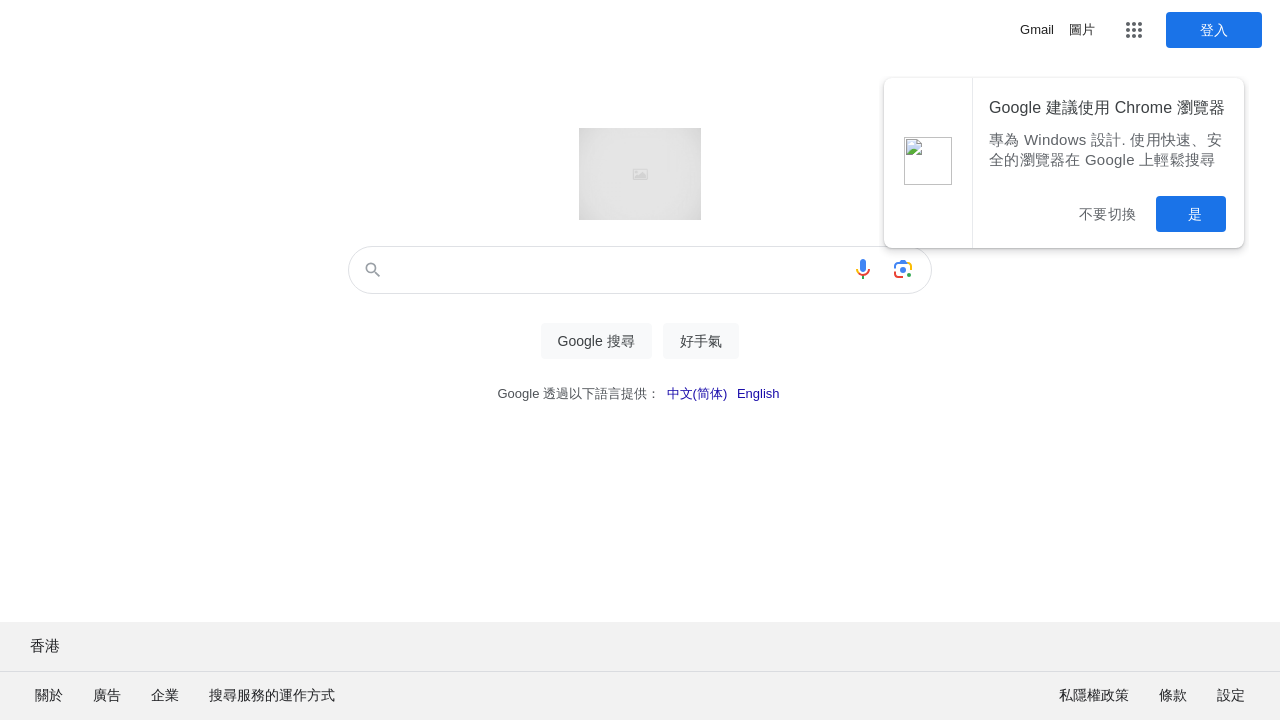 Gmail 圖片 登入
Google 建議使用 Chrome 瀏覽器
專為 Windows 設計. 使用快速、安
全的瀏覽器在 Google 上輕鬆搜尋
不要切換 是
Google 搜尋 好手氣
Google 透過以下語言提供： 中文(简体) English
香港
關於 廣告 企業 搜尋服務的運作方式 私隱權政策 條款 設定